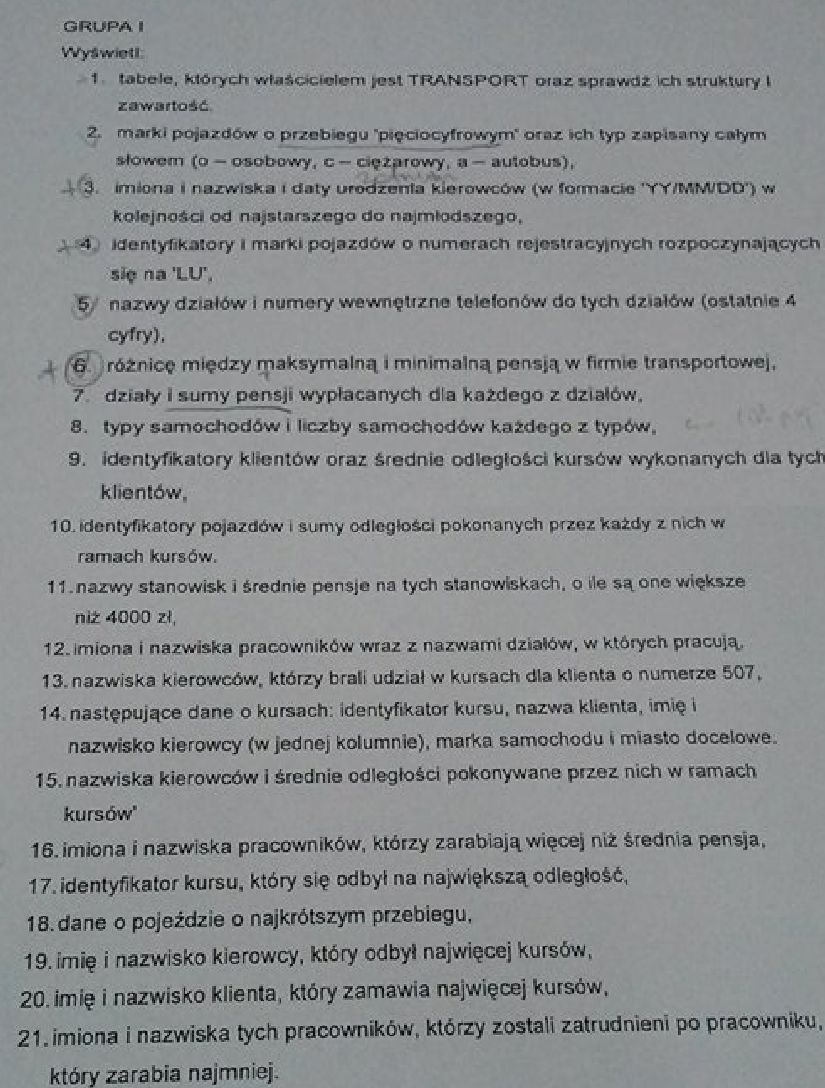 GRUPA I
Wyświetl:
1. tabele, których właścicielem jest TRANSPORT oraz sprawdź ich struktury i
zawartość.
2. marki pojazdów o przebiegu 'pięciocyfrowym' oraz ich typ zapisany całym
słowem (o – osobowy, c – ciężarowy, a – autobus),
+ 3. imiona i nazwiska i daty urodzenia kierowców (w formacie 'YY/MM/DD') w
kolejności od najstarszego do najmłodszego,
+ 4. identyfikatory i marki pojazdów o numerach rejestracyjnych rozpoczynających
się na 'LU',
5. nazwy działów i numery wewnętrzne telefonów do tych działów (ostatnie 4
cyfry),
+ 6. różnicę między maksymalną i minimalną pensją w firmie transportowej,
7. działy i sumy pensji wypłacanych dla każdego z działów,
8. typy samochodów i liczby samochodów każdego z typów,
9. identyfikatory klientów oraz średnie odległości kursów wykonanych dla tych
klientów,
10. identyfikatory pojazdów i sumy odległości pokonanych przez każdy z nich w
ramach kursów.
11. nazwy stanowisk i średnie pensje na tych stanowiskach, o ile są one większe
niż 4000 zł,
12. imiona i nazwiska pracowników wraz z nazwami działów, w których pracują,
13. nazwiska kierowców, którzy brali udział w kursach dla klienta o numerze 507,
14. następujące dane o kursach: identyfikator kursu, nazwa klienta, imię i
nazwisko kierowcy (w jednej kolumnie), marka samochodu i miasto docelowe.
15. nazwiska kierowców i średnie odległości pokonywane przez nich w ramach
kursów'
16. imiona i nazwiska pracowników, którzy zarabiają więcej niż średnia pensja,
17. identyfikator kursu, który się odbył na największą odległość,
18. dane o pojeździe o najkrótszym przebiegu,
19. imię i nazwisko kierowcy, który odbył najwięcej kursów,
20. imię i nazwisko klienta, który zamawia najwięcej kursów,
21. imiona i nazwiska tych pracowników, którzy zostali zatrudnieni po pracowniku,
który zarabia najmniej.